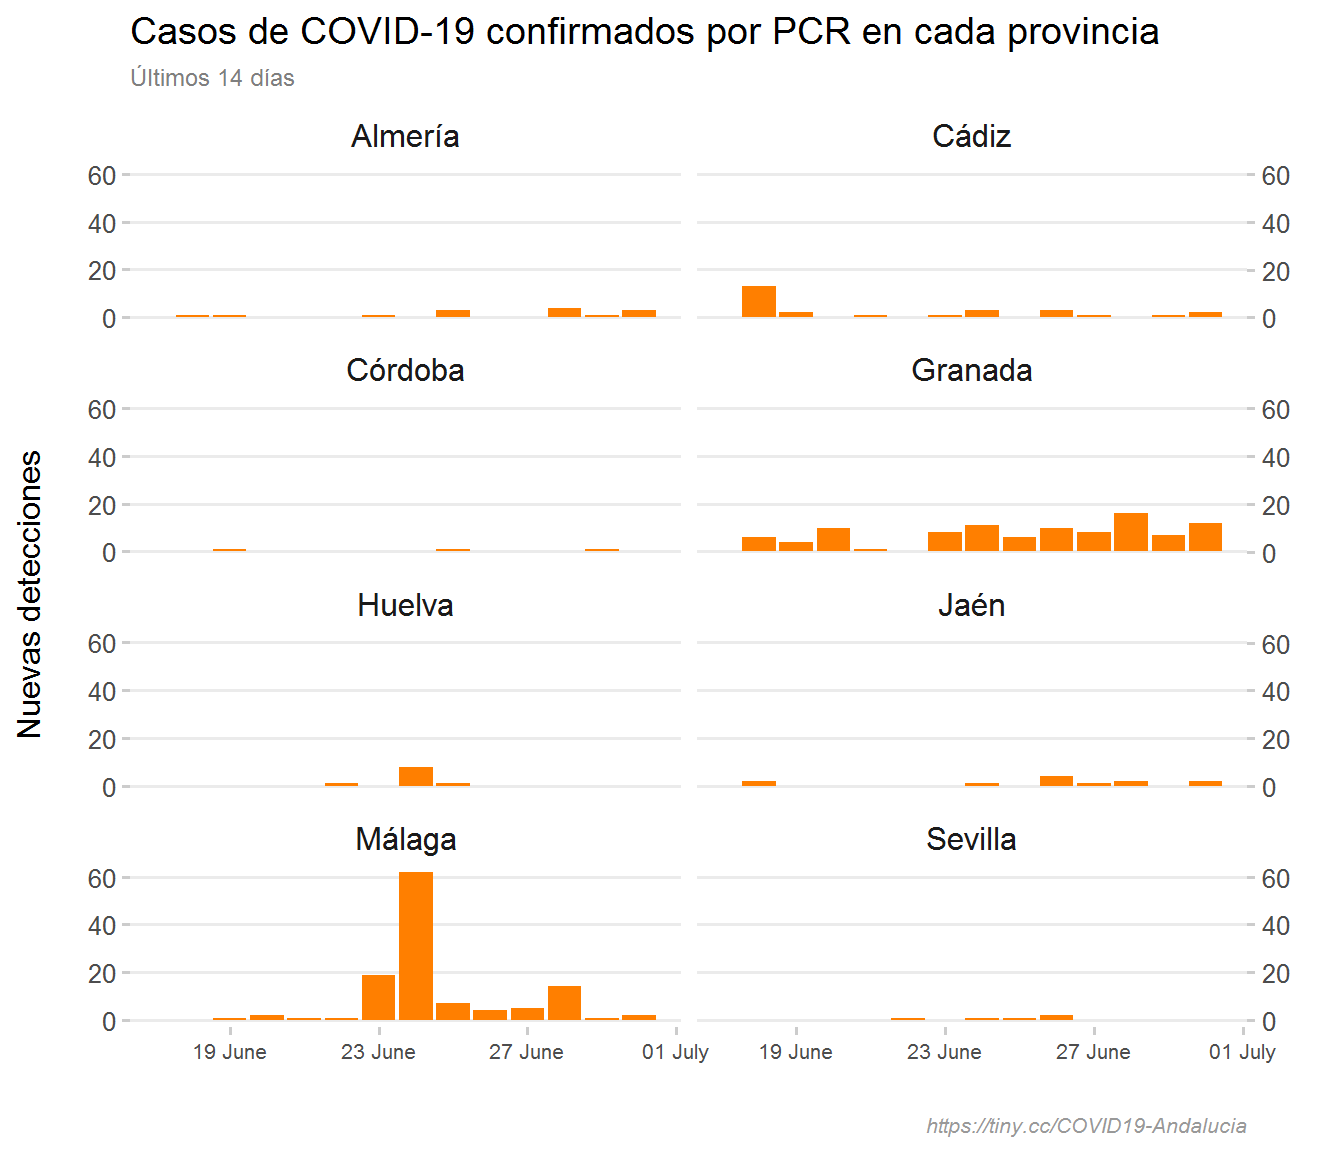 Casos de COVID-19 confirmados por PCR en cada provincia
Últimos 14 días
Almería
Cádiz
60
40
20
0
60
40
20
0
Córdoba
Granada
60
40
20
0
60
40
20
0
Nuevas detecciones
Huelva
Jaén
60
40
20
0
60
40
20
0
Málaga
Sevilla
60
40
20
0
60
40
20
0
19 June 23 June 27 June 01 July
19 June 23 June 27 June 01 July
https://tiny.cc/COVID19-Andalucia